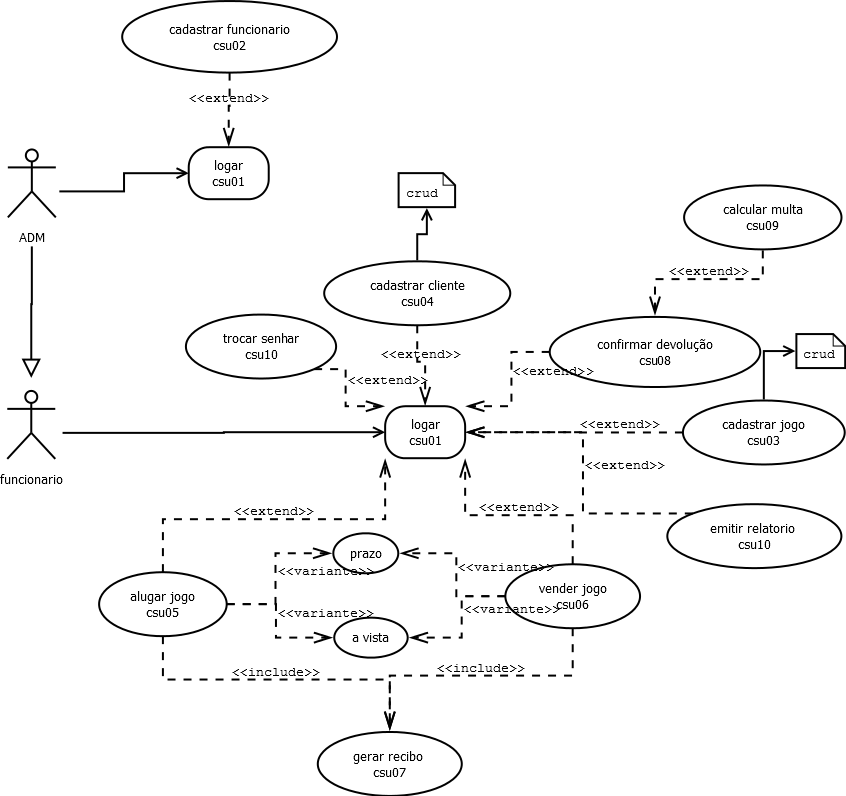 cadastrar funcionario
csu02
<<extend>>
logar
csu01
ADM
crud
calcular multa
csu09
<<extend>>
cadastrar cliente
csu04
trocar senhar
csu10
<<extend>>
<<extend>>
confirmar devolução
csu08
<<extend>>
crud
funcionario
logar
csu01
<<extend>>
cadastrar jogo
csu03
<<extend>>
emitir relatorio
csu10
<<extend>>
<<extend>>
prazo
<<variante>>
<<variante>>
alugar jogo
csu05
<<variante>>
<<variante>>
vender jogo
csu06
a vista
<<include>>
<<include>>
gerar recibo
csu07